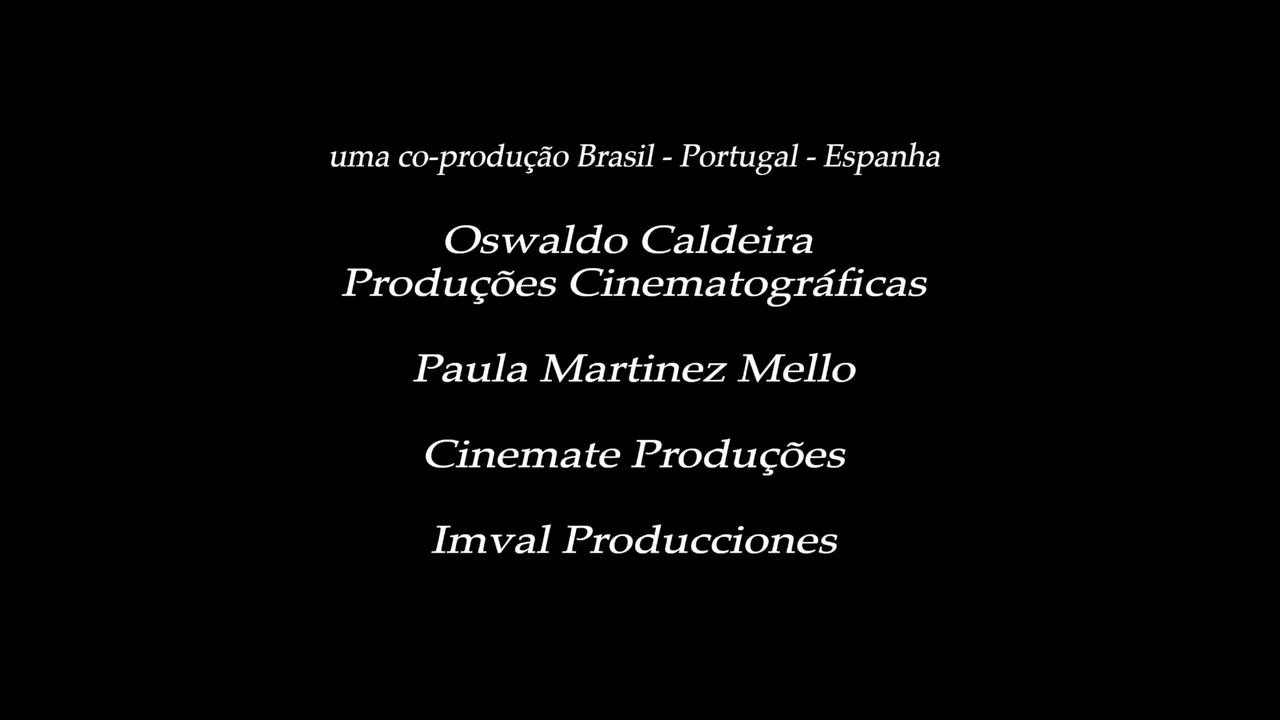 uma co-produção Brasil - Portugal - Espanha
Oswaldo Caldeira
Produções Cinematográficas
Paula Martinez Mello
Cinemate Produções
Imval Producciones